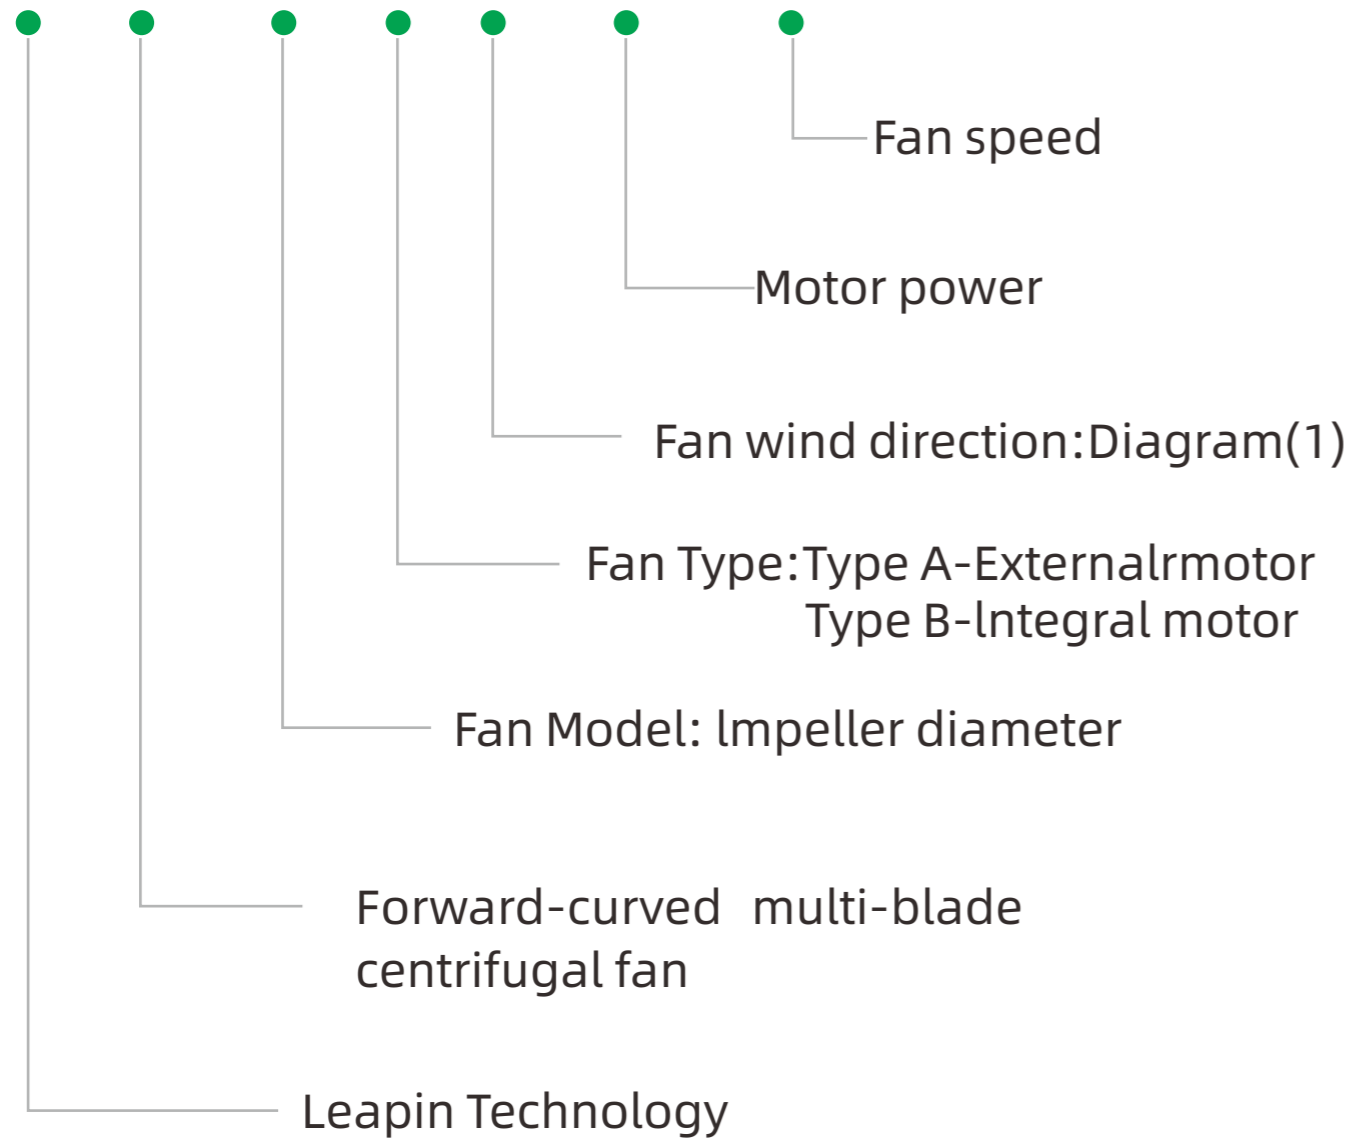 Fan speed
Motor power
Fan wind direction:Diagram(1)
Fan Type:Type A-Externalrmotor
Type B-lntegral motor
Fan Model: lmpeller diameter
Forward-curved multi-blade
centrifugal fan
Leapin Technology